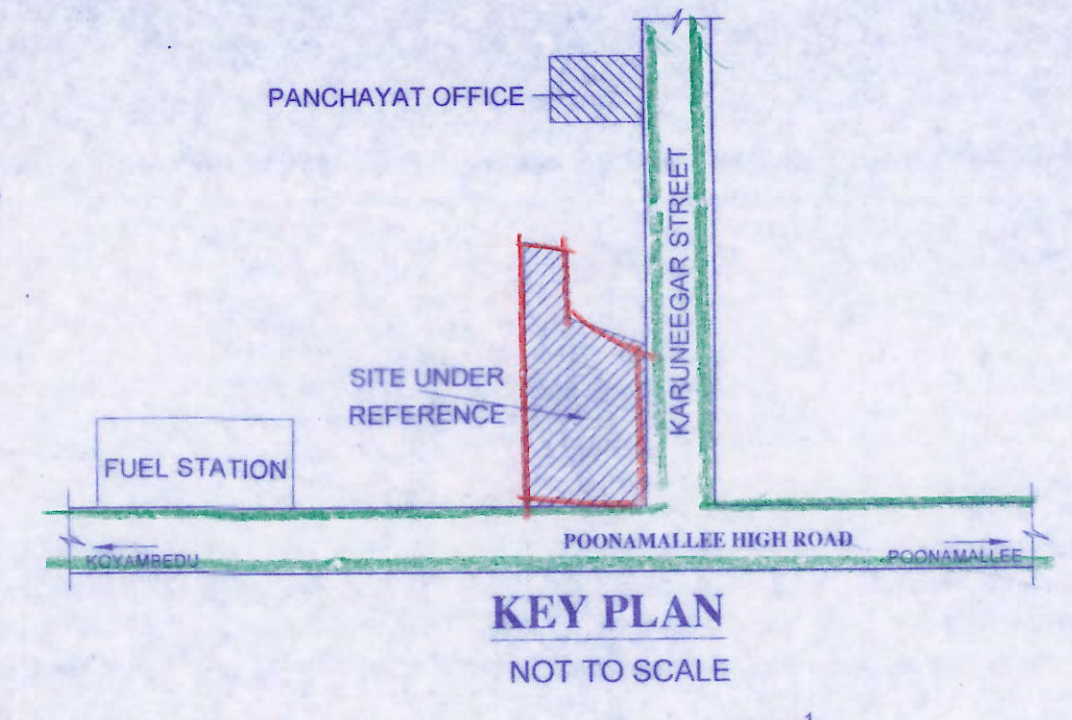 PANCHAYAT OFFICE
KARUNEEGAR STREET
SITE UNDER
REFERENCE
FUEL STATION
POONAMALLEE HIGH ROAD
KOYAMBEDU
POONAMALLEE
KEY PLAN
NOT TO SCALE
1